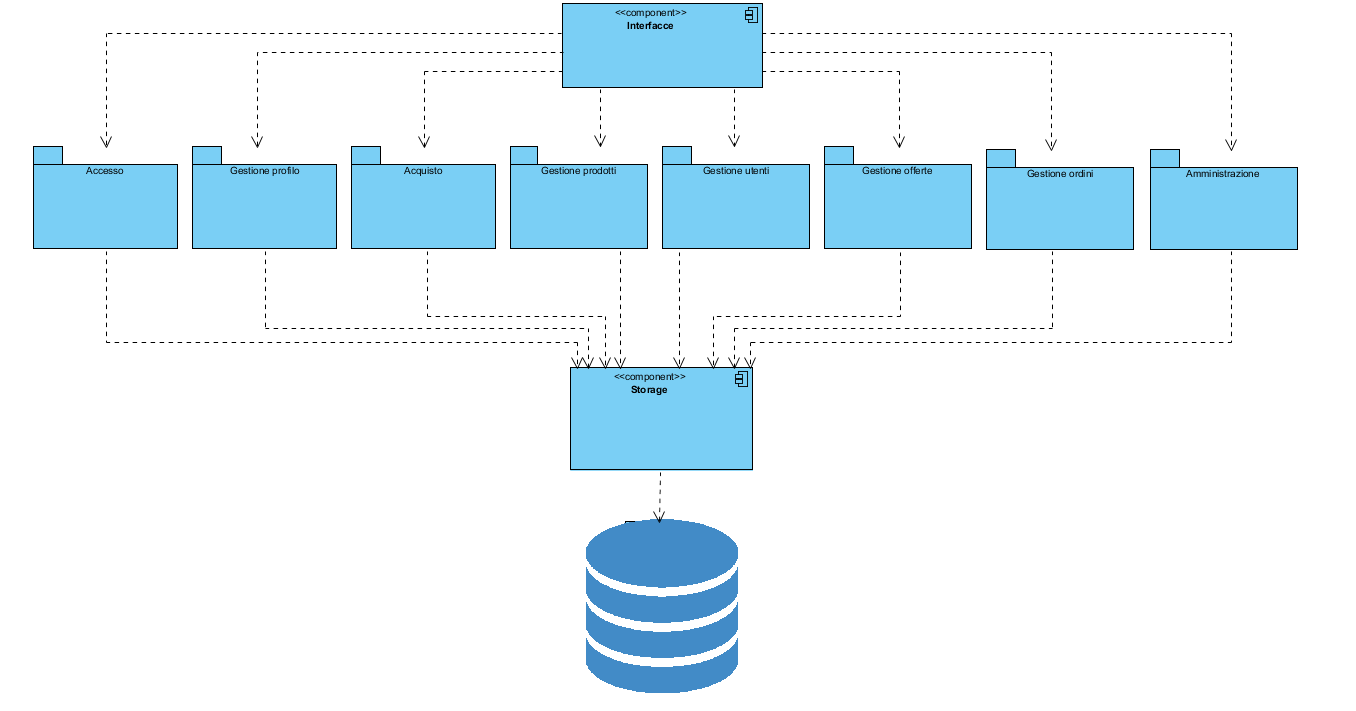 <<component>>
Interfacce
Accesso
Gestione profilo
Acquisto
Gestione prodotti
Gestione utenti
Gestione offerte
Gestione ordini
Amministrazione
<<component>>
Storage